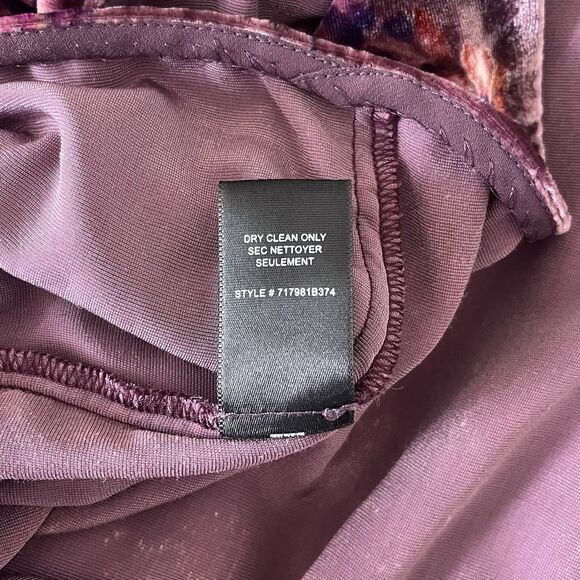 DRY CLEAN ONLY
SEC NETTOYER
SEULEMENT
STYLE # 717981B374